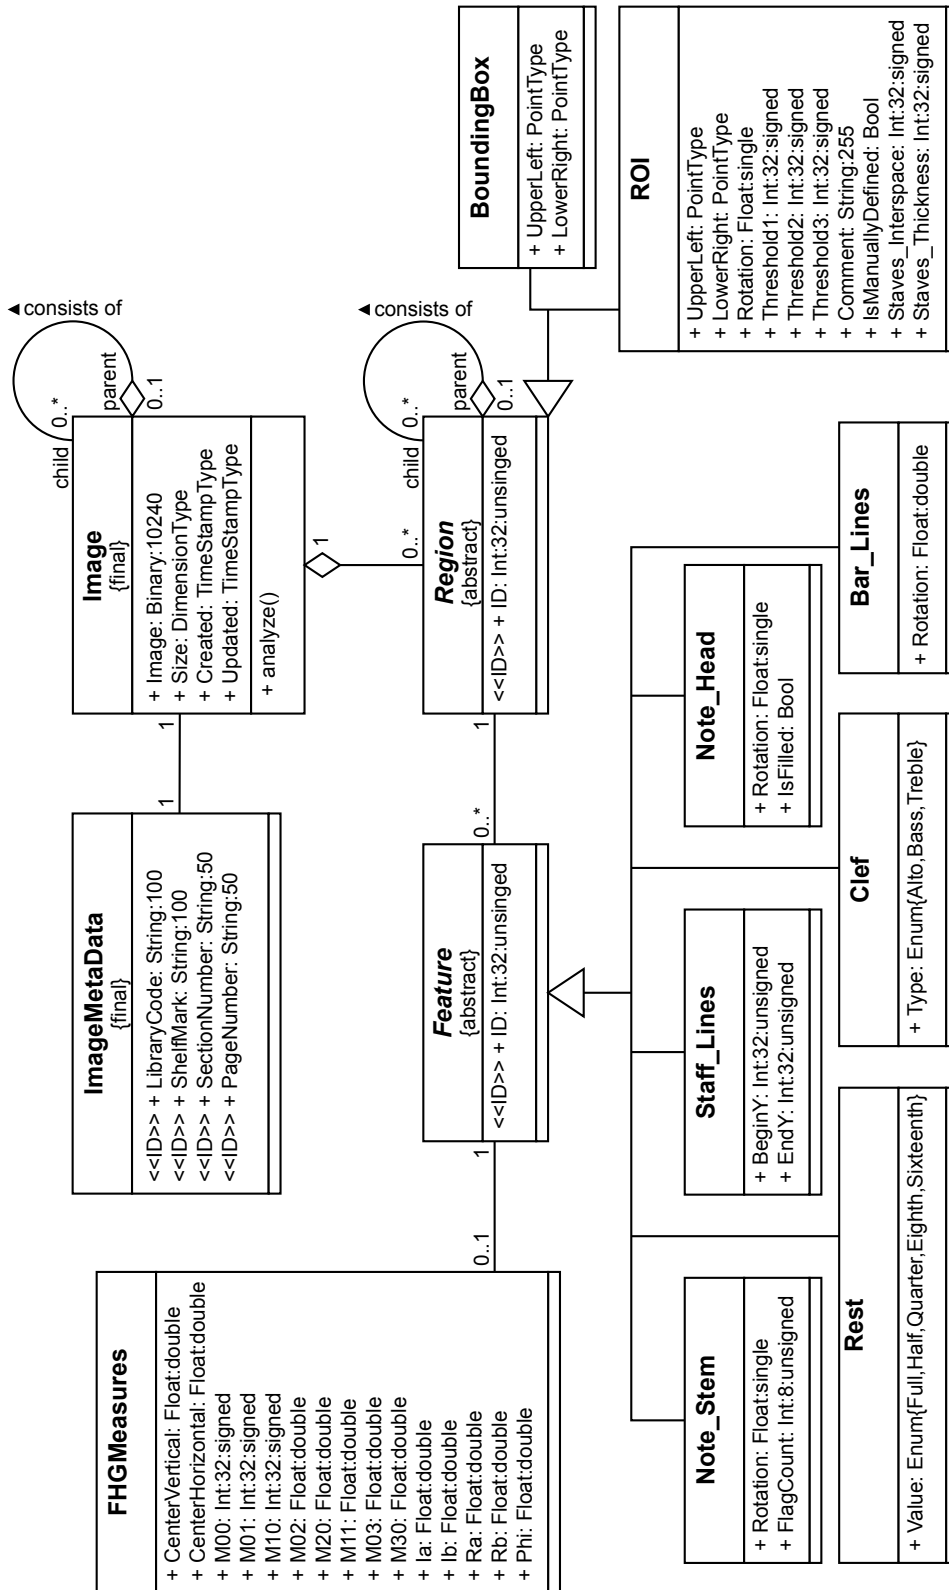 FHGMeasures
+ CenterVertical: Float:double
+ CenterHorizontal: Float:double
+ M00: Int:32:signed
+ M01: Int:32:signed
+ M10: Int:32:signed
+ M02: Float:double
+ M20: Float:double
+ M11: Float:double
+ M03: Float:double
+ M30: Float:double
+ Ia: Float:double
+ Ib: Float:double
+ Ra: Float:double
+ Rb: Float:double
+ Phi: Float:double
0..1
1
ImageMetaData
{final}
<<ID>> + LibraryCode: String:100
<<ID>> + ShelfMark: String:100
<<ID>> + SectionNumber: String:50
<<ID>> + PageNumber: String:50
1
1
Image
{final}
+ Image: Binary:10240
+ Size: DimensionType
+ Created: TimeStampType
+ Updated: TimeStampType
+ analyze()
child
0..*
parent
0..1
◄ consists of
1
0..*
Feature
{abstract}
<<ID>> + ID: Int:32:unsinged
0..*
1
Region
{abstract}
<<ID>> + ID: Int:32:unsinged
child
0..*
parent
0..1
◄ consists of
BoundingBox
+ UpperLeft: PointType
+ LowerRight: PointType
ROI
+ UpperLeft: PointType
+ LowerRight: PointType
+ Rotation: Float:single
+ Threshold1: Int:32:signed
+ Threshold2: Int:32:signed
+ Threshold3: Int:32:signed
+ Comment: String:255
+ IsManuallyDefined: Bool
+ Staves_Interspace: Int:32:signed
+ Staves_Thickness: Int:32:signed
Note_Stem
+ Rotation: Float:single
+ FlagCount: Int:8:unsigned
Staff_Lines
+ BeginY: Int:32:unsigned
+ EndY: Int:32:unsigned
Note_Head
+ Rotation: Float:single
+ IsFilled: Bool
Rest
+ Value: Enum{Full,Half,Quarter,Eighth,Sixteenth}
Clef
+ Type: Enum{Alto,Bass,Treble}
Bar_Lines
+ Rotation: Float:double